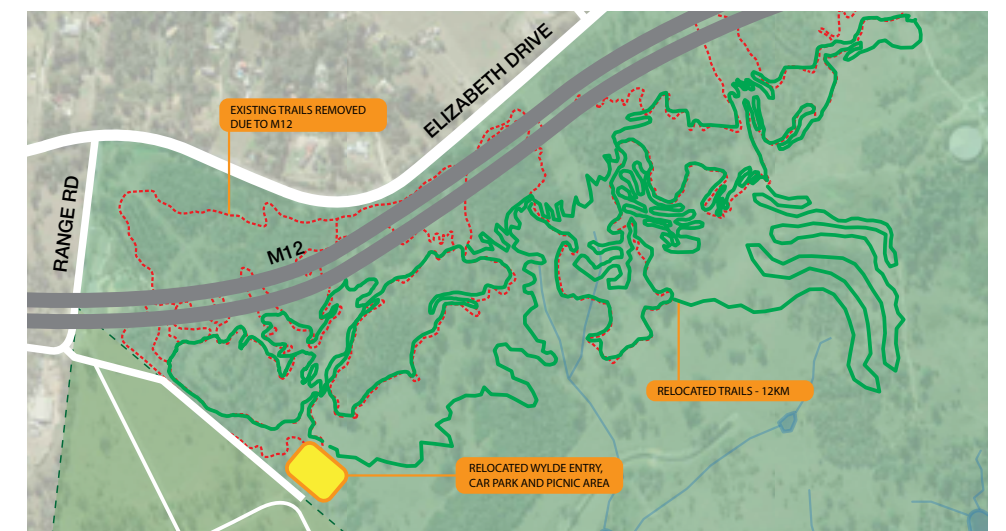 ELIZABETH DRIVE
EXISTING TRAILS REMOVED
DUE TO M12
RANGE RD
M12
RELOCATED TRAILS - 12KM
RELOCATED WYLDE ENTRY,
CAR PARK AND PICNIC AREA